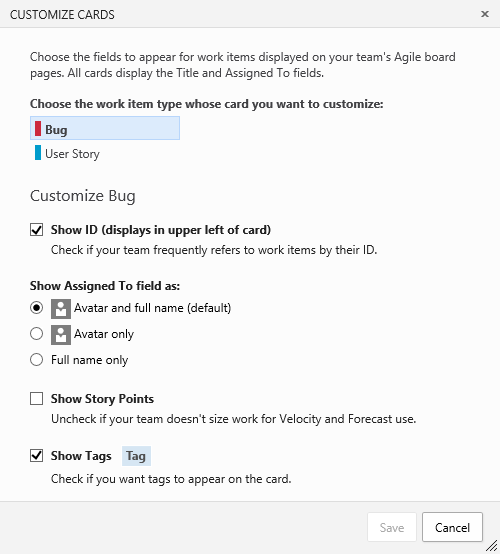 CUSTOMIZE CARDS
Choose the fields to appear for work items displayed on your team's Agile board
pages. All cards display the Title and Assigned To fields.
Choose the work item type whose card you want to customize:
Bug
User Story
Customize Bug
Show ID (displays in upper left of card)
Check if your team frequently refers to work items by their ID.
Show Assigned To field as:
Avatar and full name (default)
Avatar only
Full name only
Show Story Points
Uncheck if your team doesn't size work for Velocity and Forecast use.
Show Tags Tag
Check if you want tags to appear on the card.
Save Cancel